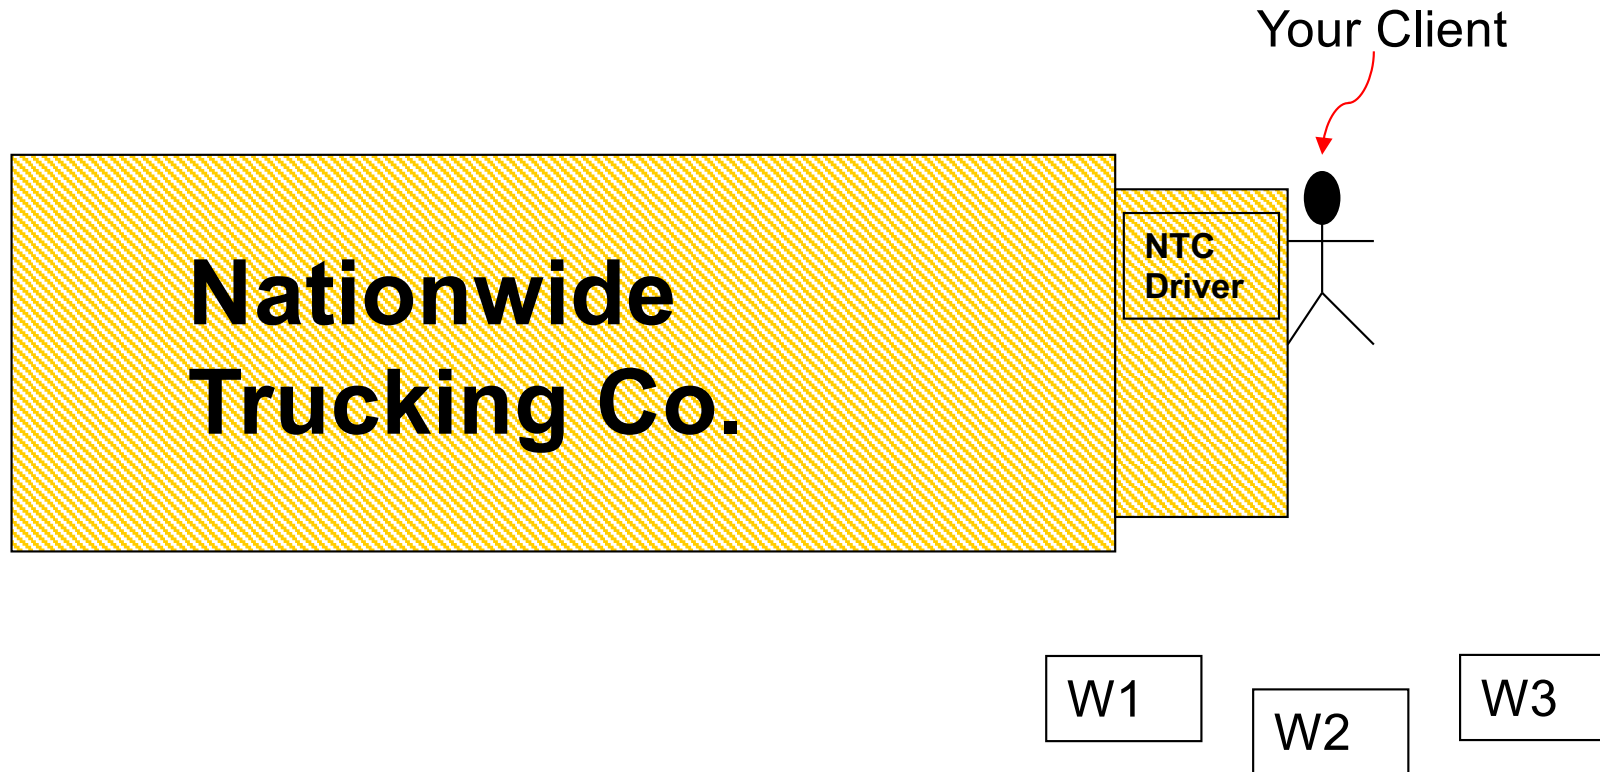 Your Client
NTC
Driver
Nationwide
Trucking Co.
W1
W2
W3